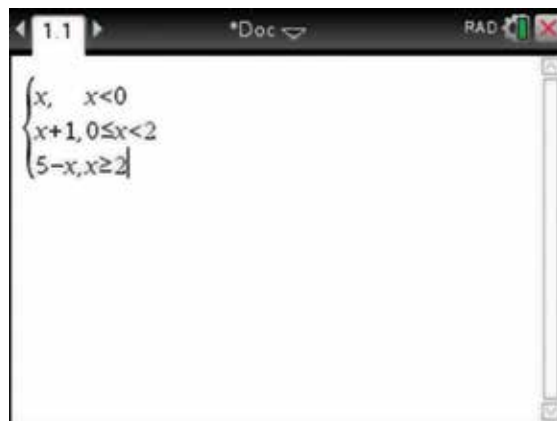 1.1 *Doc RAD
x, x<0
x+1, 0≤x<2
5−x, x≥2